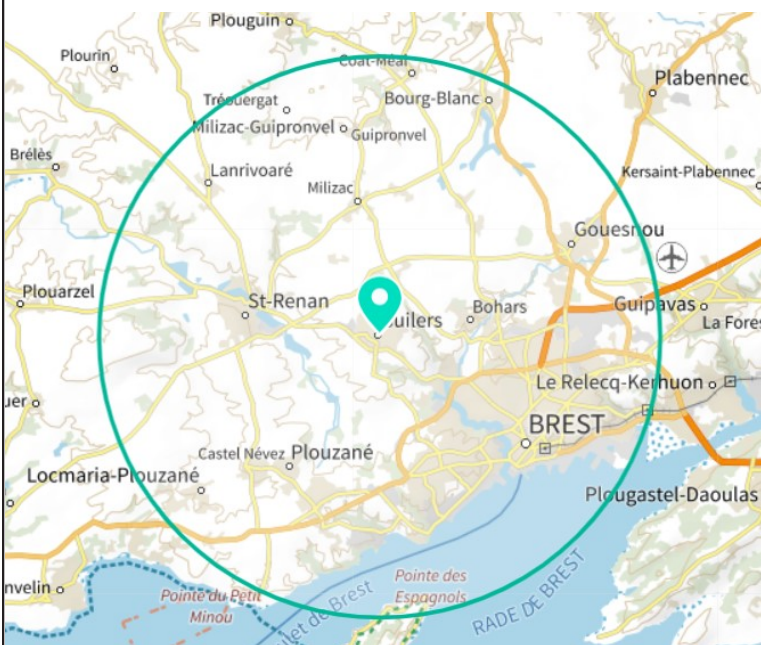 Plouguin
Plourin
Coat-Méal
Plabennec
Tréouergat
Bourg-Blanc
Milizac-Guipronvel
Guipronvel
Brélès
Lanrivoaré
Kersaint-Plabennec
Milizac
Gouesnou
Plouarzel
St-Renan
Bohars
Guipavas
uilers
La Fores
Le Relecq-Kerhuon
uer
BREST
Castel Névez
Plouzané
Locmaria-Plouzané
Plougastel-Daoulas
nvelin
Pointe du Petit
Minou
Pointe des
Espagnols
ulet de Brest
RADE DE BREST